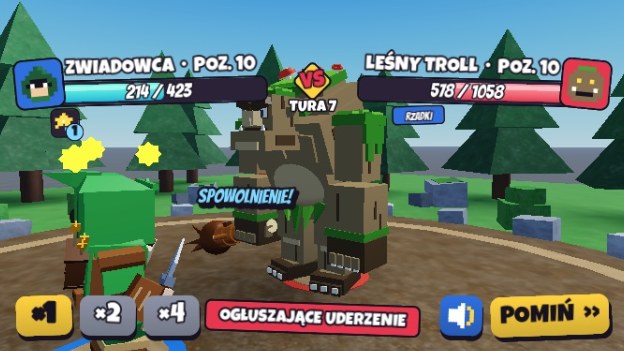 ZWIADOWCA • POZ. 10
214 / 423
1
VS
TURA 7
LEŚNY TROLL • POZ. 10
578 / 1058
RZADKI
SPOWOLNIENIE!
×1
×2
×4
OGŁUSZAJĄCE UDERZENIE
POMIŃ >>